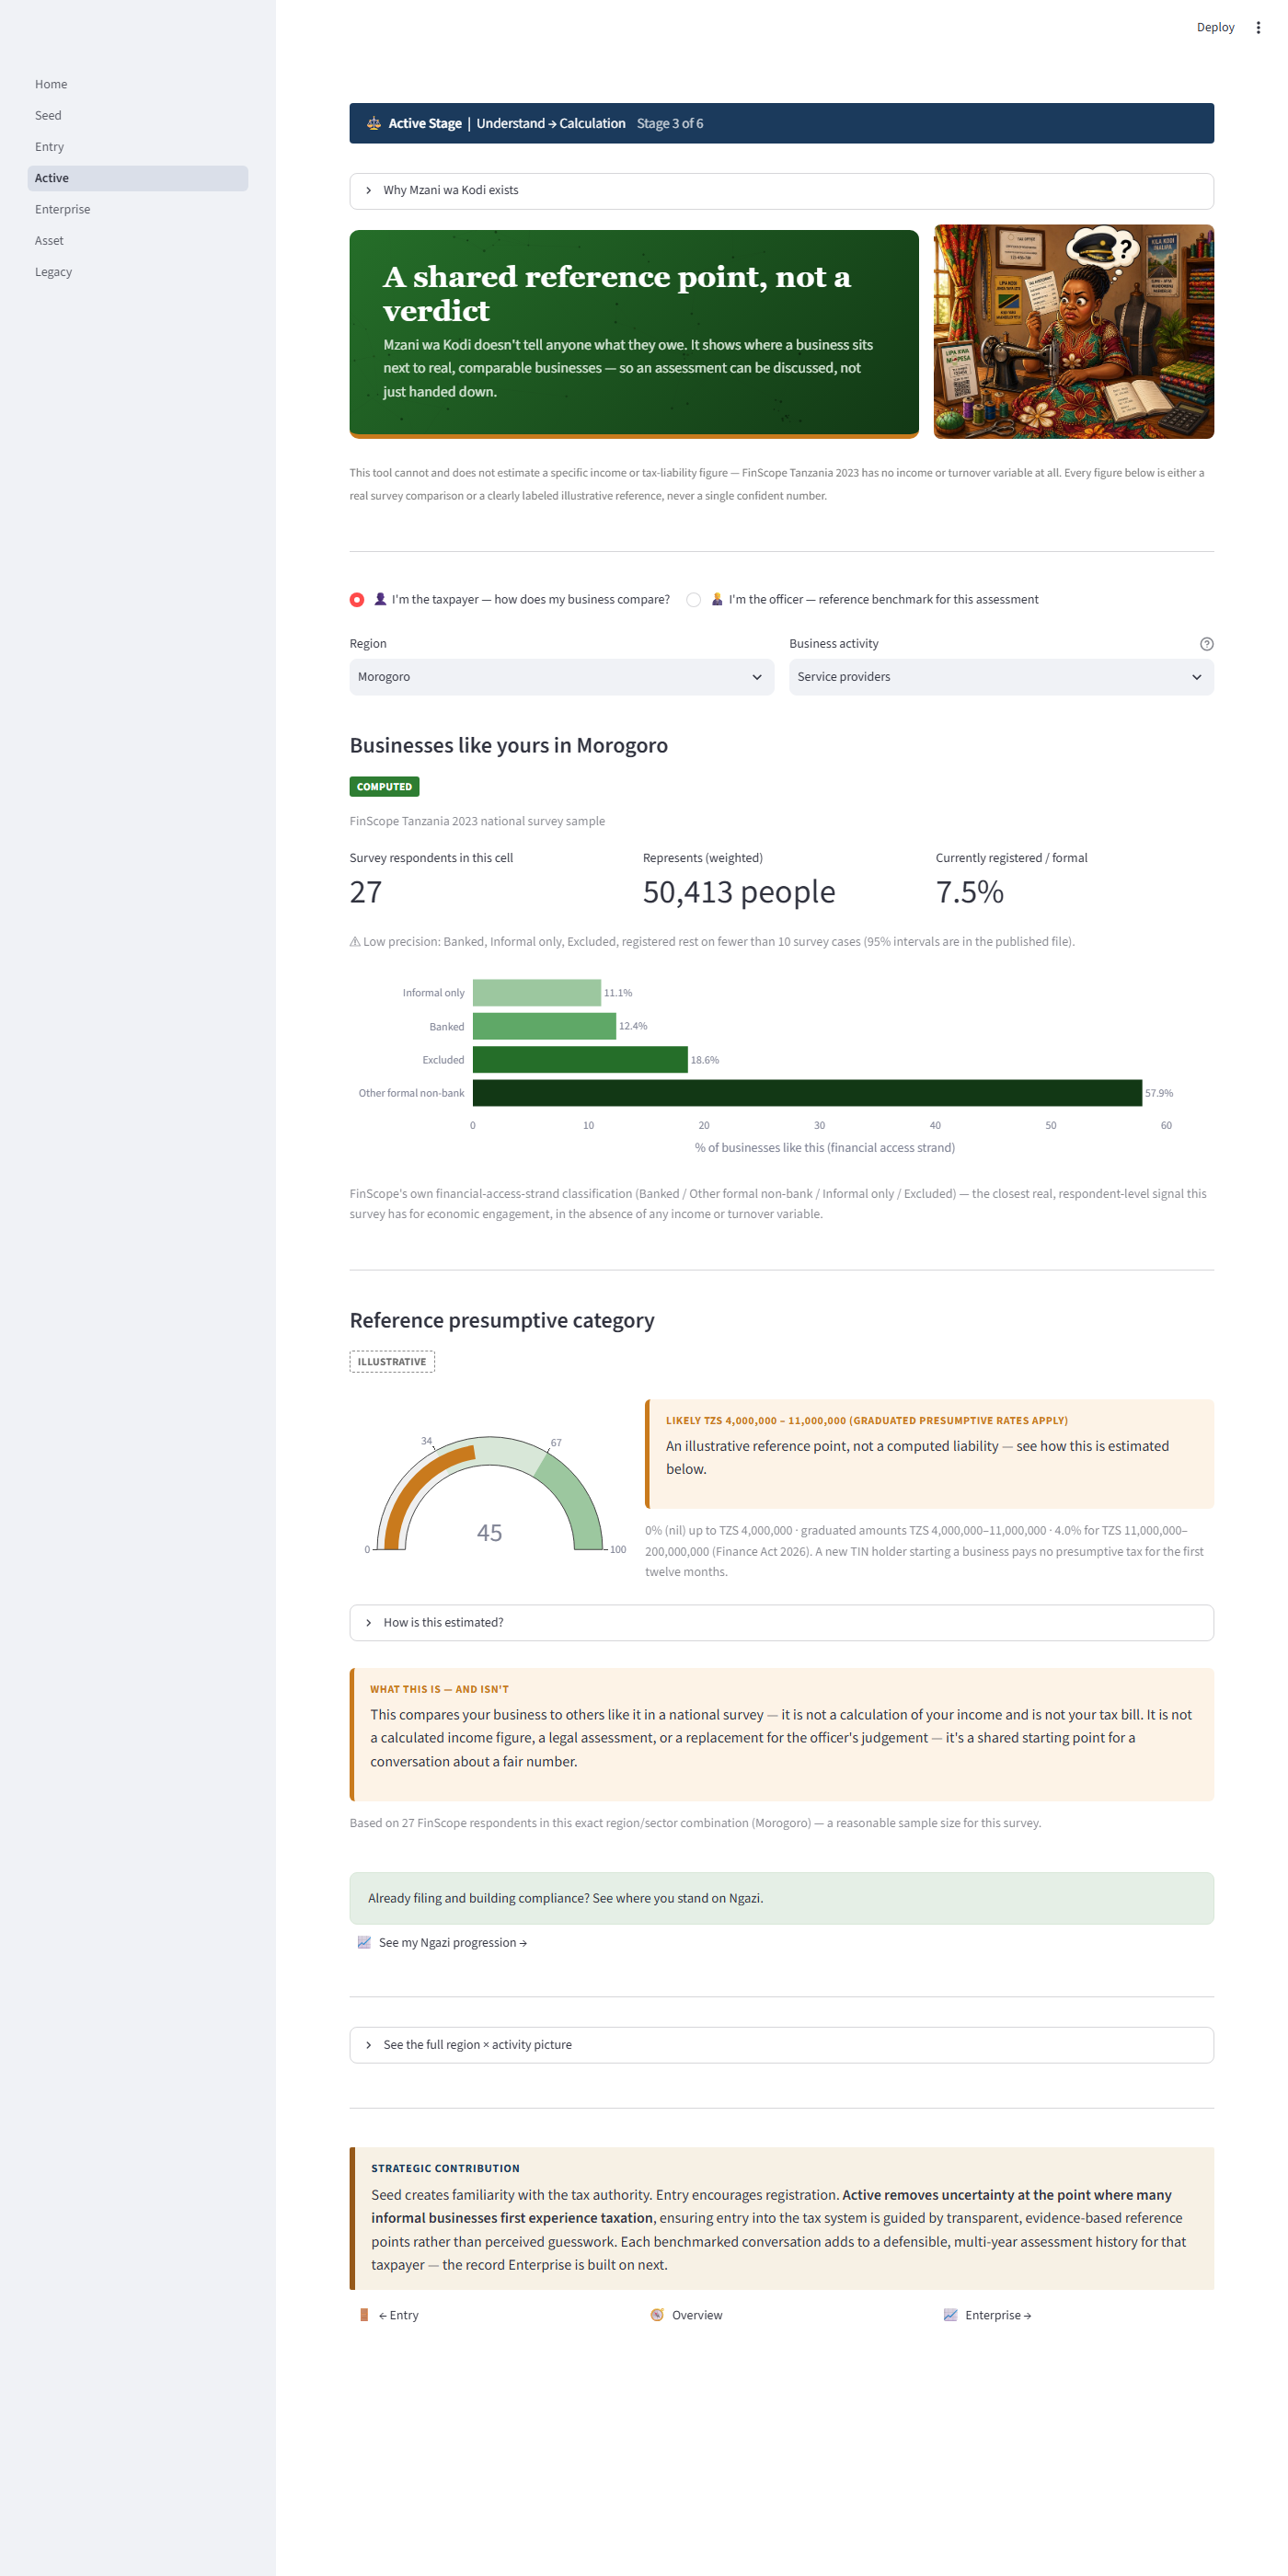 Deploy
Home
Seed
Entry
Active
Enterprise
Asset
Legacy
Active Stage | Understand → Calculation Stage 3 of 6
Why Mzani wa Kodi exists
A shared reference point, not a
verdict
Mzani wa Kodi doesn't tell anyone what they owe. It shows where a business sits
next to real, comparable businesses — so an assessment can be discussed, not
just handed down.
?
LIPA KWA
M-PESA
This tool cannot and does not estimate a specific income or tax-liability figure — FinScope Tanzania 2023 has no income or turnover variable at all. Every figure below is either a
real survey comparison or a clearly labeled illustrative reference, never a single confident number.
I'm the taxpayer — how does my business compare?
I'm the officer — reference benchmark for this assessment
Region
Business activity
Morogoro
Service providers
Businesses like yours in Morogoro
COMPUTED
FinScope Tanzania 2023 national survey sample
Survey respondents in this cell
Represents (weighted)
Currently registered / formal
27
50,413 people
7.5%
⚠ Low precision: Banked, Informal only, Excluded, registered rest on fewer than 10 survey cases (95% intervals are in the published file).
Informal only
11.1%
Banked
12.4%
Excluded
18.6%
Other formal non-bank
57.9%
0 10 20 30 40 50 60
% of businesses like this (financial access strand)
FinScope's own financial-access-strand classification (Banked / Other formal non-bank / Informal only / Excluded) — the closest real, respondent-level signal this
survey has for economic engagement, in the absence of any income or turnover variable.
Reference presumptive category
ILLUSTRATIVE
34
67
45
0
100
LIKELY TZS 4,000,000 – 11,000,000 (GRADUATED PRESUMPTIVE RATES APPLY)
An illustrative reference point, not a computed liability — see how this is estimated
below.
0% (nil) up to TZS 4,000,000 · graduated amounts TZS 4,000,000–11,000,000 · 4.0% for TZS 11,000,000–
200,000,000 (Finance Act 2026). A new TIN holder starting a business pays no presumptive tax for the first
twelve months.
How is this estimated?
WHAT THIS IS — AND ISN'T
This compares your business to others like it in a national survey — it is not a calculation of your income and is not your tax bill. It is not
a calculated income figure, a legal assessment, or a replacement for the officer's judgement — it's a shared starting point for a
conversation about a fair number.
Based on 27 FinScope respondents in this exact region/sector combination (Morogoro) — a reasonable sample size for this survey.
Already filing and building compliance? See where you stand on Ngazi.
See my Ngazi progression →
See the full region × activity picture
STRATEGIC CONTRIBUTION
Seed creates familiarity with the tax authority. Entry encourages registration. Active removes uncertainty at the point where many
informal businesses first experience taxation, ensuring entry into the tax system is guided by transparent, evidence-based reference
points rather than perceived guesswork. Each benchmarked conversation adds to a defensible, multi-year assessment history for that
taxpayer — the record Enterprise is built on next.
← Entry
Overview
Enterprise →